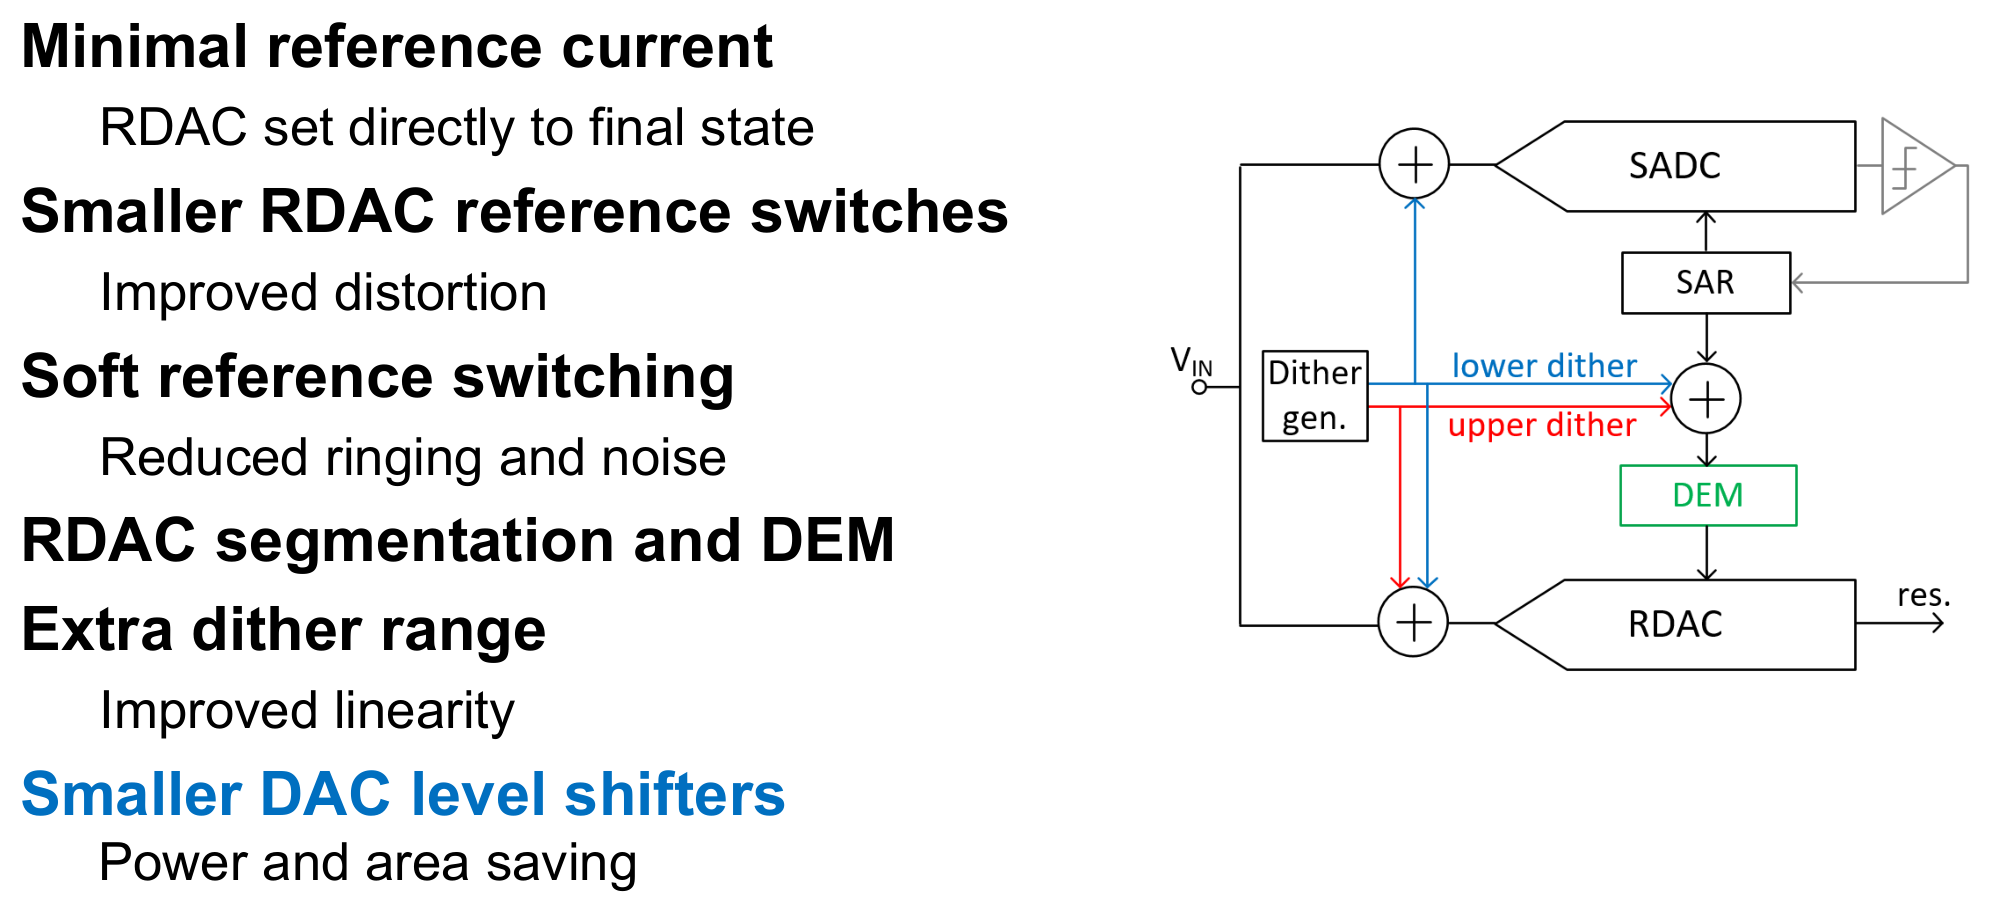 Minimal reference current
RDAC set directly to final state
Smaller RDAC reference switches
Improved distortion
Soft reference switching
Reduced ringing and noise
RDAC segmentation and DEM
Extra dither range
Improved linearity
Smaller DAC level shifters
Power and area saving
SADC
SAR
VIN
Dither
gen.
lower dither
upper dither
DEM
RDAC
res.